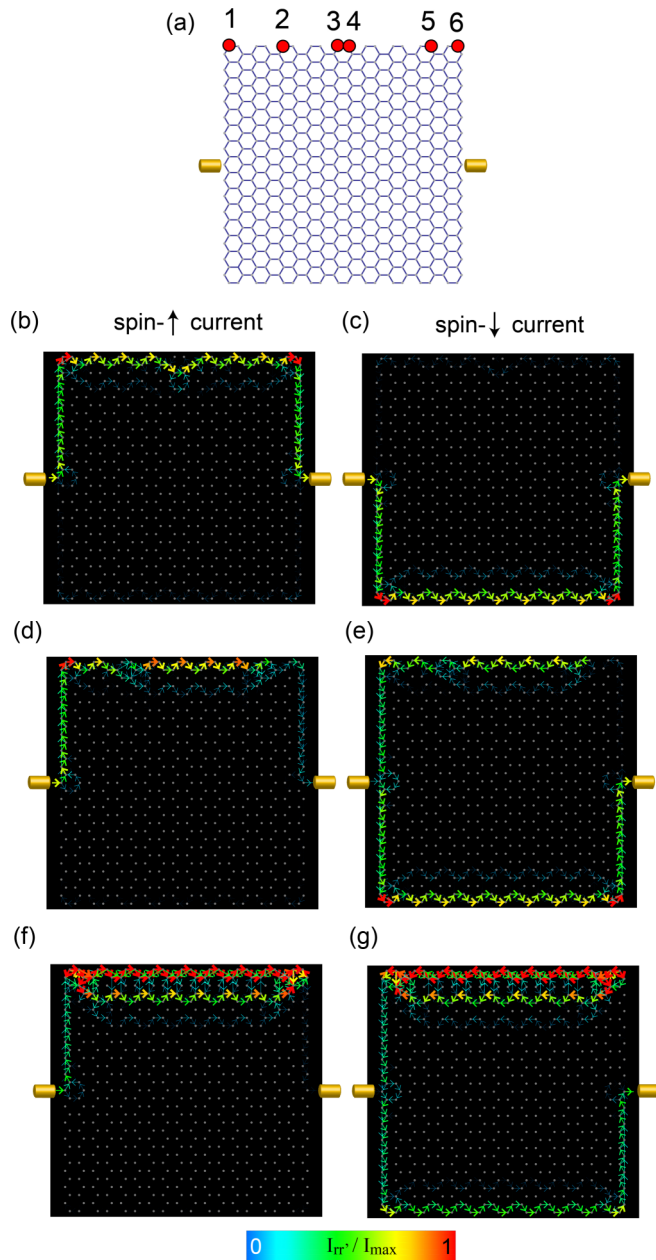 (a)
1 2 3 4 5 6
(b) (c)
spin-↑ current spin-↓ current
(d) (e)
(f) (g)
0 I_rr'/I_max 1